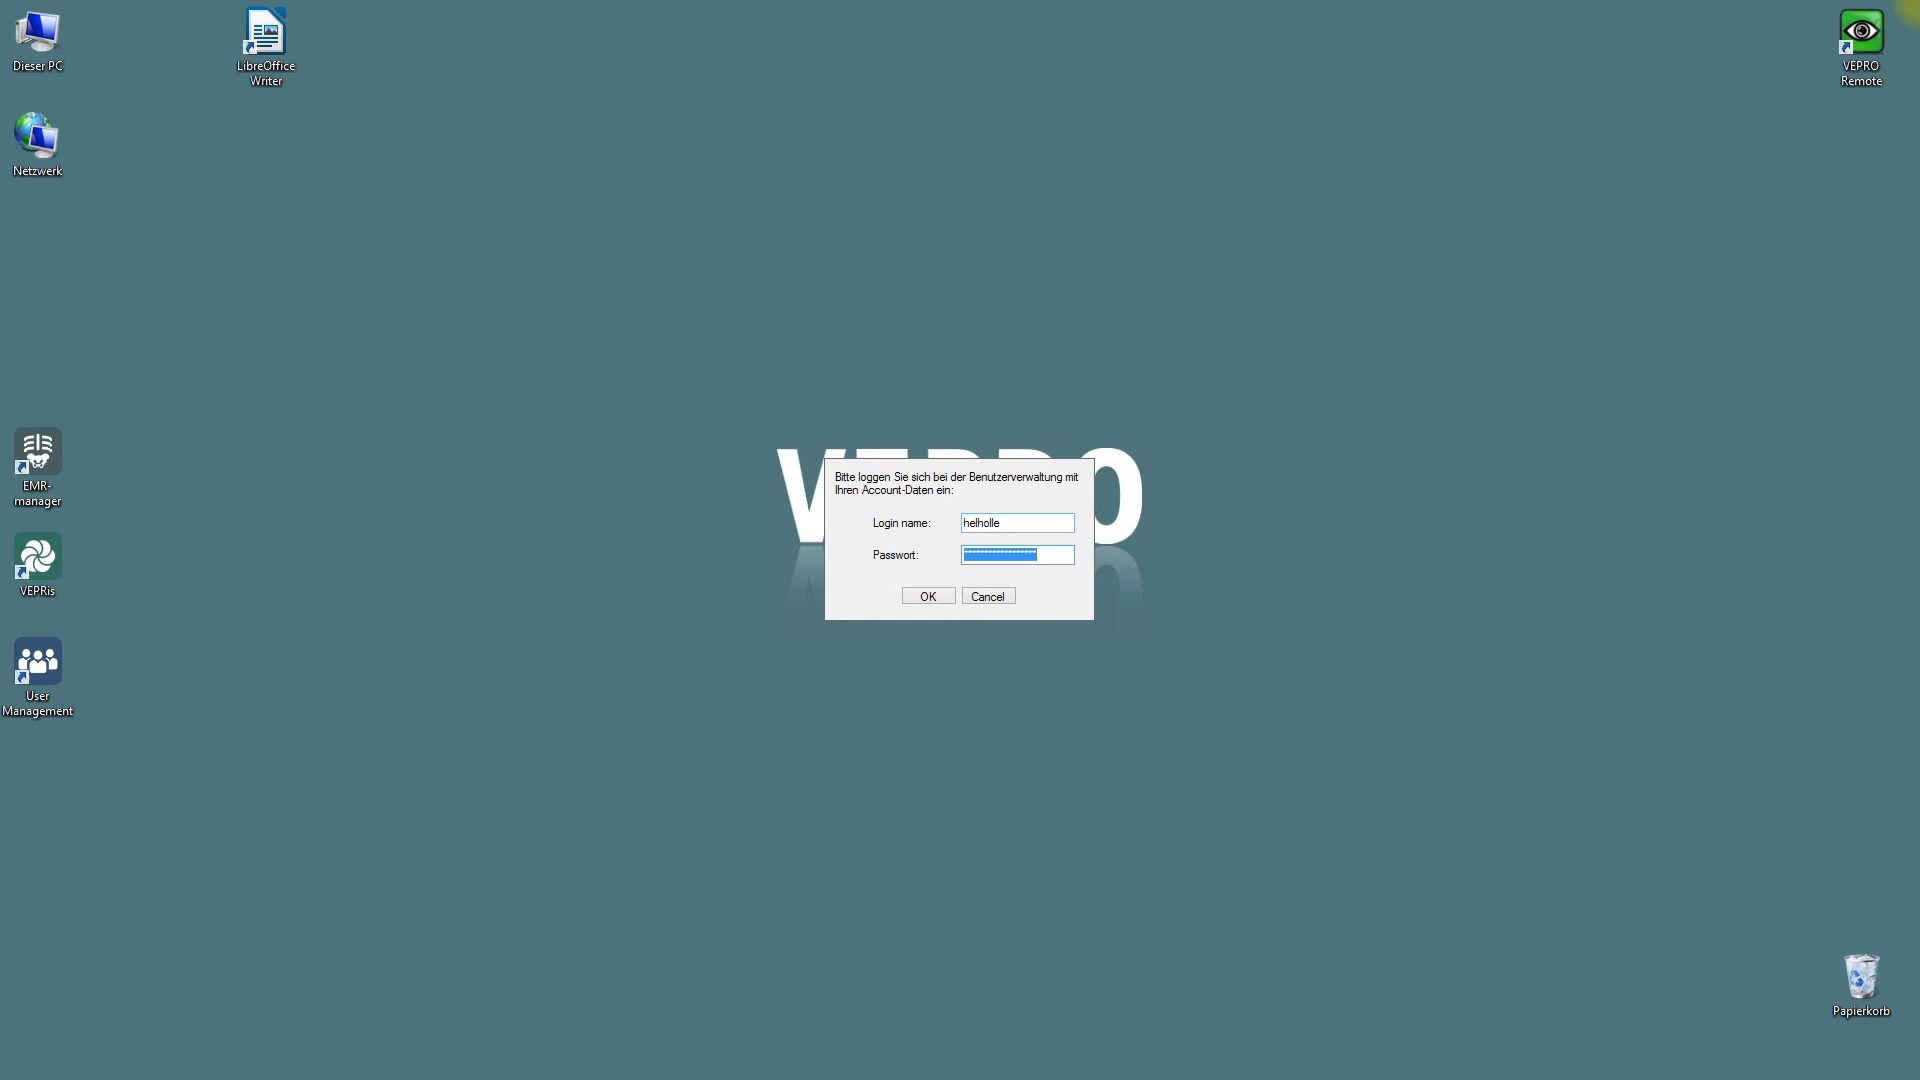 Dieser PC
LibreOffice
Writer
VEPRO
Remote
Netzwerk
EMR-
manager
VEPRis
User
Management
Bitte loggen Sie sich bei der Benutzerverwaltung mit
Ihren Account-Daten ein:
Login name:
helholle
Passwort:
OK
Cancel
Papierkorb